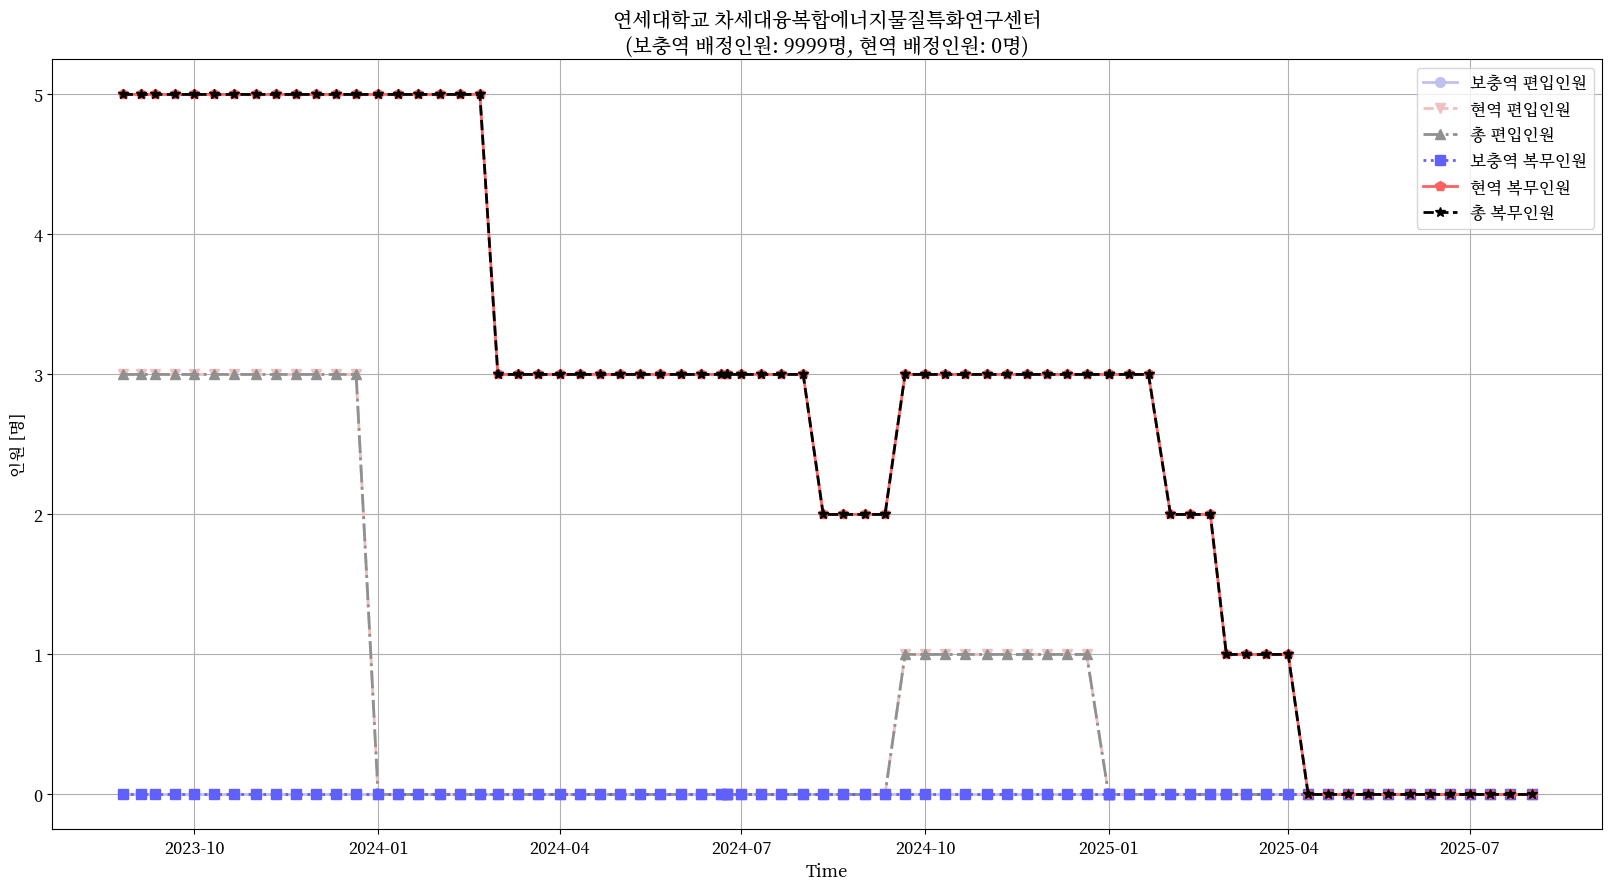 연세대학교 차세대융복합에너지물질특화연구센터
(보충역 배정인원: 9999명, 현역 배정인원: 0명)
보충역 편입인원
현역 편입인원
총 편입인원
보충역 복무인원
현역 복무인원
총 복무인원
인원 [명]
5
4
3
2
1
0
2023-10
2024-01
2024-04
2024-07
2024-10
2025-01
2025-04
2025-07
Time